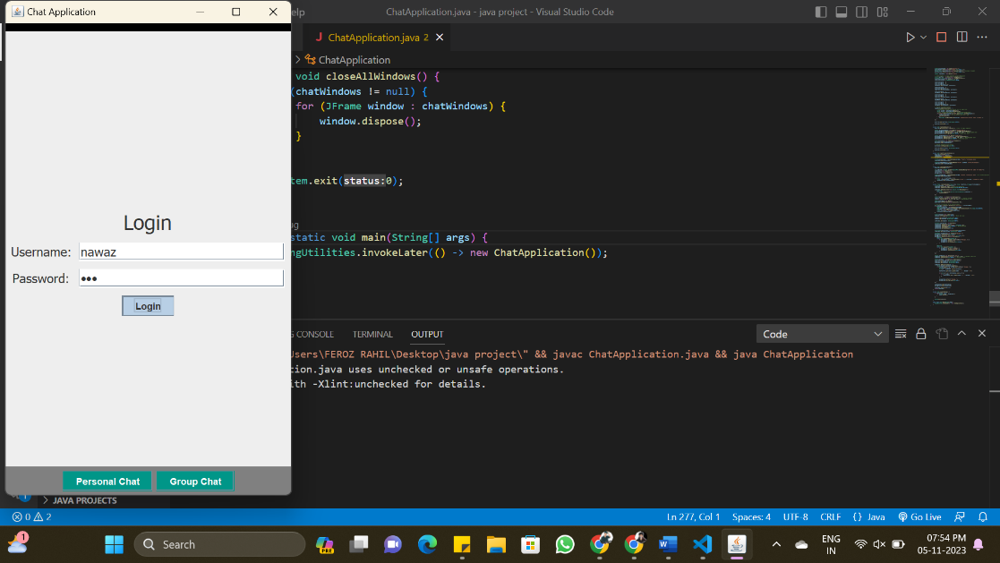 Chat Application
elp
ChatApplication.java - java project - Visual Studio Code
J ChatApplication.java 2
ChatApplication
void closeAllWindows() {
(chatWindows != null) {
for (JFrame window : chatWindows) {
window.dispose();
}
tem.exit(status:0);
ug
static void main(String[] args) {
ngUtilities.invokeLater(() -> new ChatApplication());
Login
Username: nawaz
Password: •••
Login
Personal Chat Group Chat
G CONSOLE TERMINAL OUTPUT Code
Users\FEROZ RAHIL\Desktop\java project\" && javac ChatApplication.java && java ChatApplication
tion.java uses unchecked or unsafe operations.
ith -Xlint:unchecked for details.
1
JAVA PROJECTS
0 2 Ln 277, Col 1 Spaces: 4 UTF-8 CRLF {} Java Go Live
1
Search
PRE
ENG
IN
07:54 PM
05-11-2023